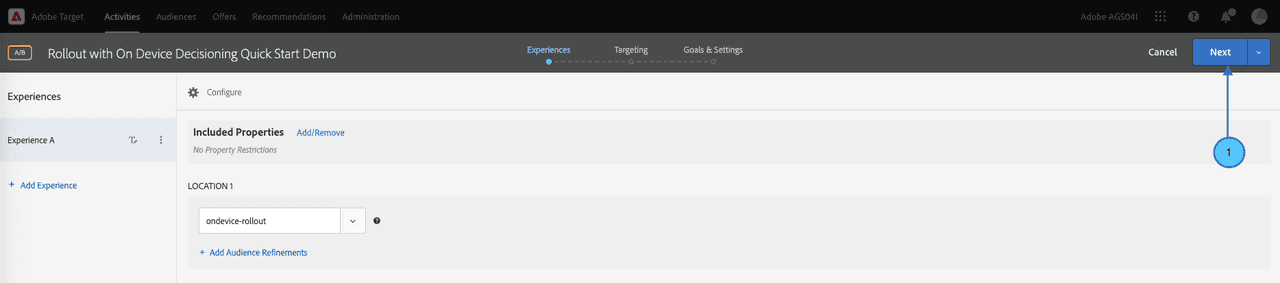 Adobe Target Activities Audiences Offers Recommendations Administration Adobe AGS041
A/B Rollout with On Device Decisioning Quick Start Demo Experiences Targeting Goals & Settings Cancel Next
Experiences
Configure
Included Properties Add/Remove
Experience A
No Property Restrictions
1
+ Add Experience
LOCATION 1
ondevice-rollout
+ Add Audience Refinements